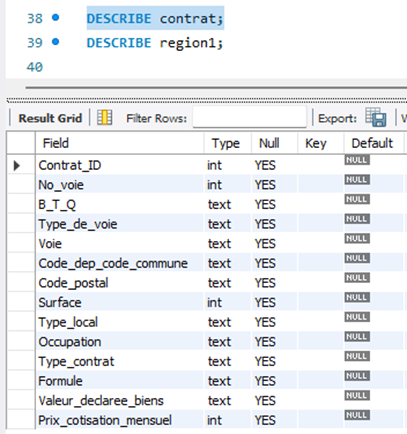 38 DESCRIBE contrat;
39 DESCRIBE region1;
40
Result Grid Filter Rows: Export:
Field Type Null Key Default
Contrat_ID int YES NULL
No_voie int YES NULL
B_T_Q text YES NULL
Type_de_voie text YES NULL
Voie text YES NULL
Code_dep_code_commune text YES NULL
Code_postal text YES NULL
Surface int YES NULL
Type_local text YES NULL
Occupation text YES NULL
Type_contrat text YES NULL
Formule text YES NULL
Valeur_declaree_biens text YES NULL
Prix_cotisation_mensuel int YES NULL